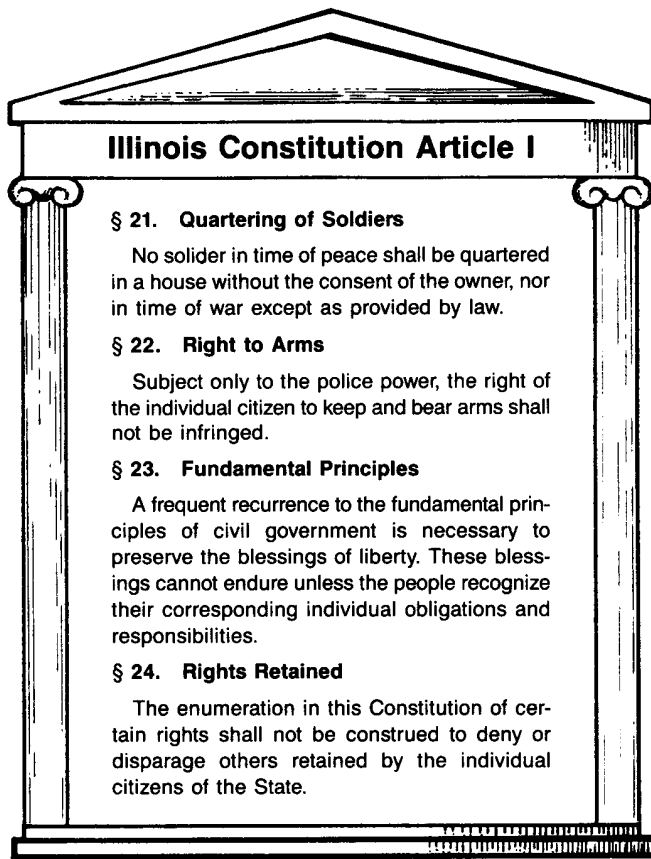 Illinois Constitution Article I
§ 21. Quartering of Soldiers
No solider in time of peace shall be quartered
in a house without the consent of the owner, nor
in time of war except as provided by law.
§ 22. Right to Arms
Subject only to the police power, the right of
the individual citizen to keep and bear arms shall
not be infringed.
§ 23. Fundamental Principles
A frequent recurrence to the fundamental prin-
ciples of civil government is necessary to
preserve the blessings of liberty. These bless-
ings cannot endure unless the people recognize
their corresponding individual obligations and
responsibilities.
§ 24. Rights Retained
The enumeration in this Constitution of cer-
tain rights shall not be construed to deny or
disparage others retained by the individual
citizens of the State.